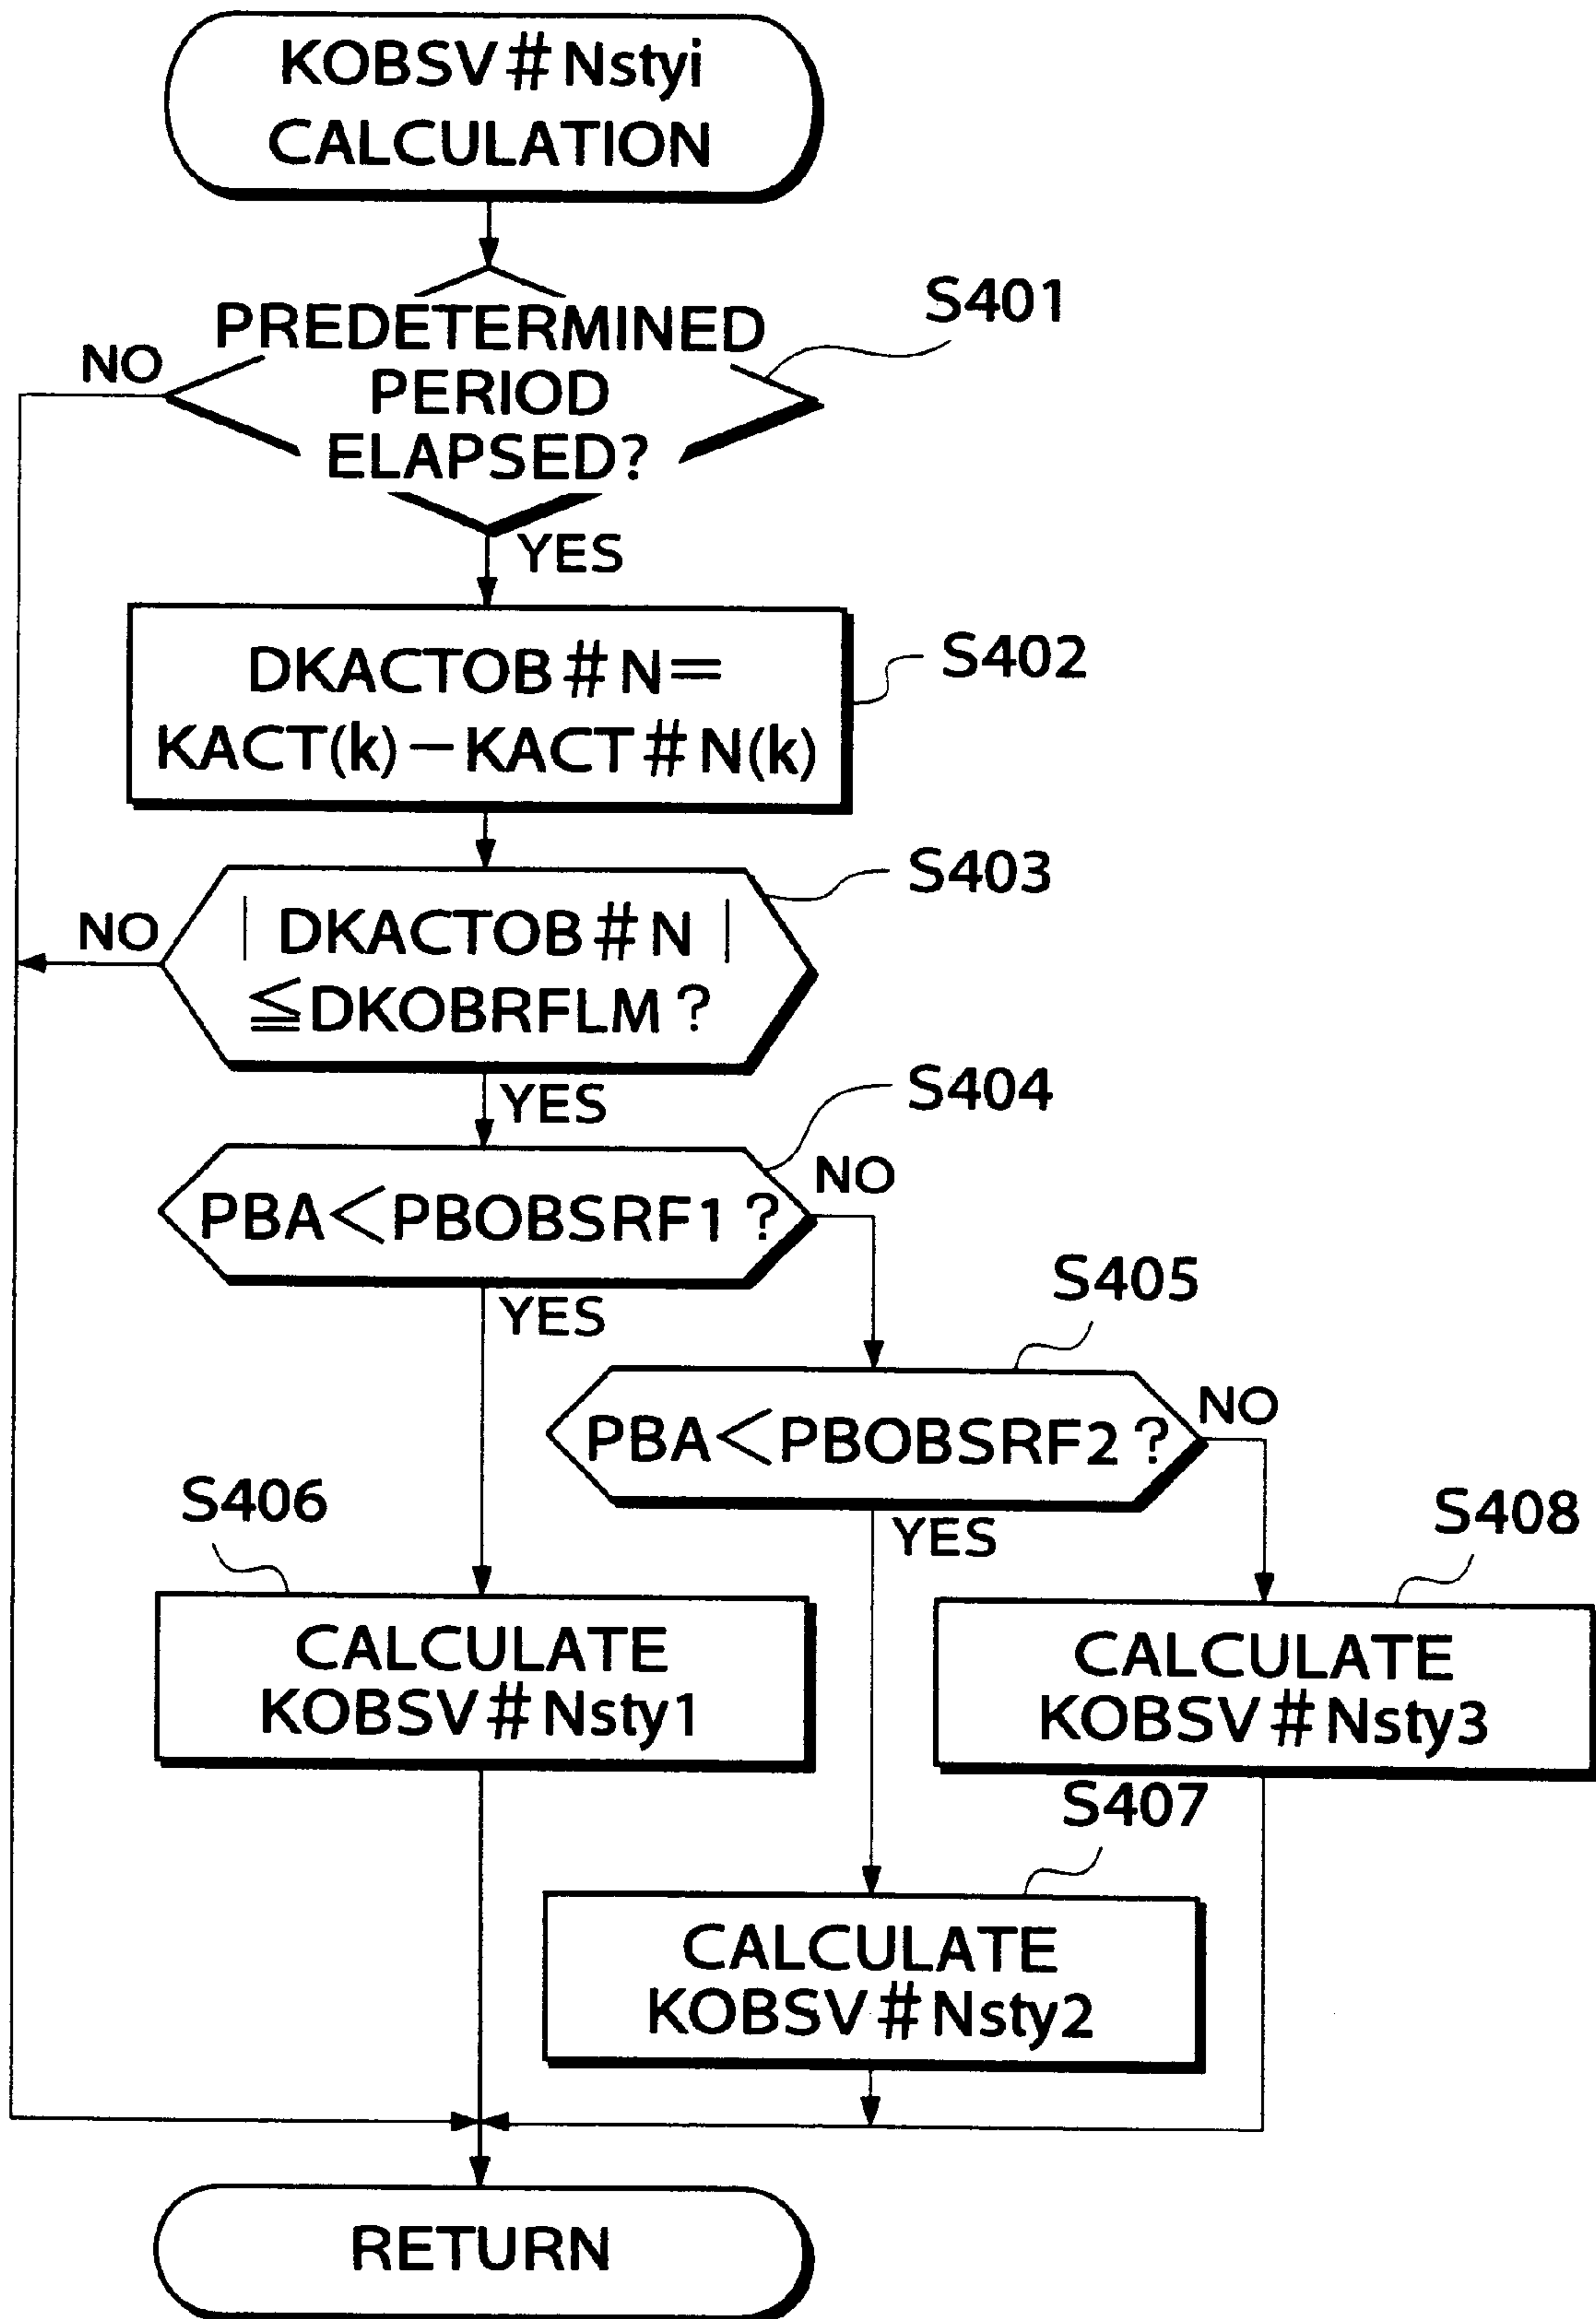 KOBSV#Nstyi
CALCULATION
S401
PREDETERMINED
NO
PERIOD
ELAPSED?
YES
S402
DKACTOB#N=
KACT(k)−KACT#N(k)
S403
NO
| DKACTOB#N |
≦DKOBRFLM?
YES
S404
NO
PBA<PBOBSRF1?
YES
S405
NO
PBA<PBOBSRF2?
YES
S406
S408
CALCULATE
KOBSV#Nsty1
CALCULATE
KOBSV#Nsty3
S407
CALCULATE
KOBSV#Nsty2
RETURN